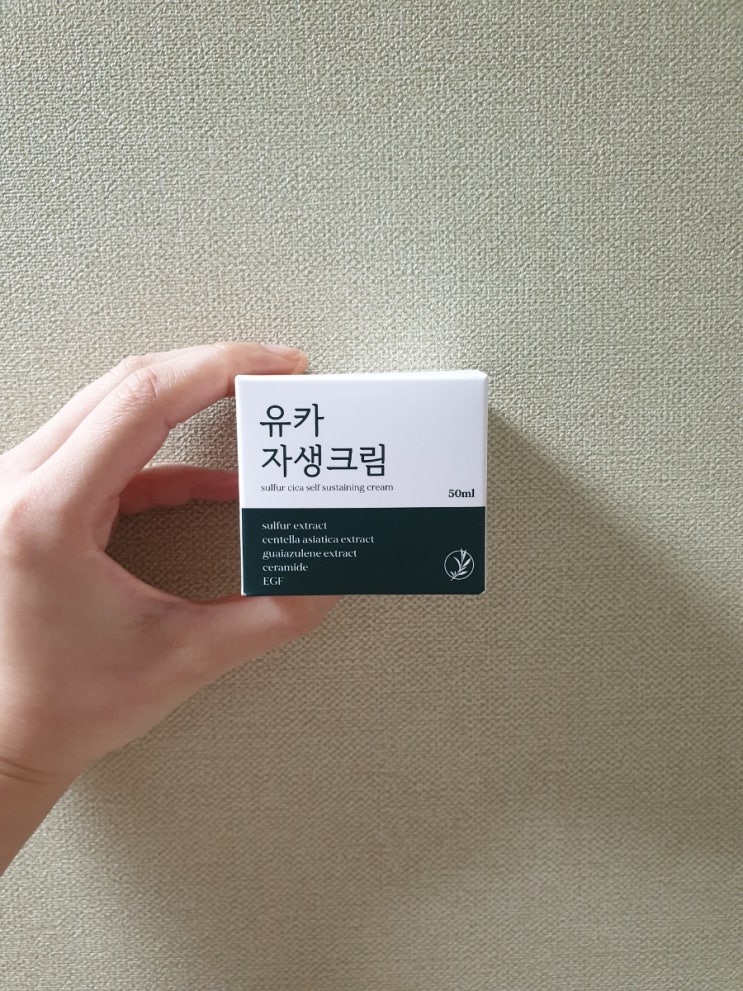 유카
자생크림
sulfur cica self sustaining cream
50ml
sulfur extract
centella asiatica extract
guaiazulene extract
ceramide
EGF